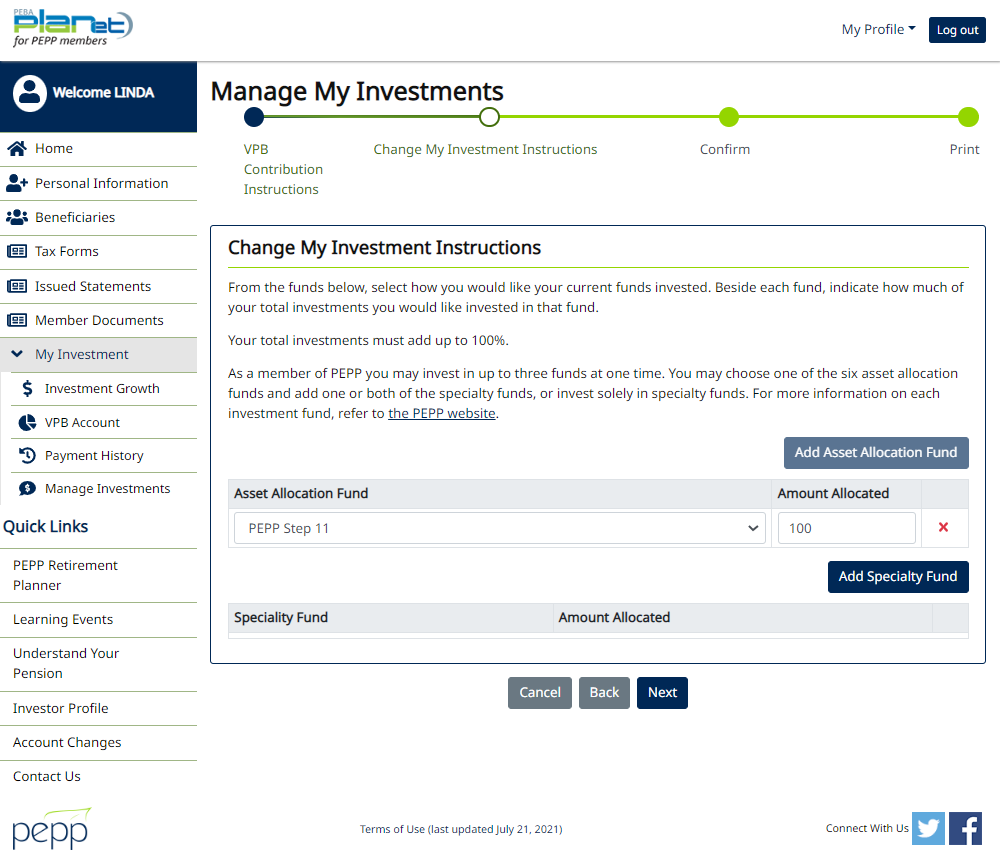 PEBA
planet
for PEPP members
My Profile
Log out
Welcome LINDA
Home
Personal Information
Beneficiaries
Tax Forms
Issued Statements
Member Documents
My Investment
Investment Growth
VPB Account
Payment History
Manage Investments
Quick Links
PEPP Retirement
Planner
Learning Events
Understand Your
Pension
Investor Profile
Account Changes
Contact Us
Manage My Investments
VPB
Contribution
Instructions
Change My Investment Instructions
Confirm
Print
Change My Investment Instructions
From the funds below, select how you would like your current funds invested. Beside each fund, indicate how much of
your total investments you would like invested in that fund.
Your total investments must add up to 100%.
As a member of PEPP you may invest in up to three funds at one time. You may choose one of the six asset allocation
funds and add one or both of the specialty funds, or invest solely in specialty funds. For more information on each
investment fund, refer to the PEPP website.
Add Asset Allocation Fund
Asset Allocation Fund Amount Allocated
PEPP Step 11 100
Add Specialty Fund
Speciality Fund Amount Allocated
Cancel Back Next
pepp
Terms of Use (last updated July 21, 2021)
Connect With Us